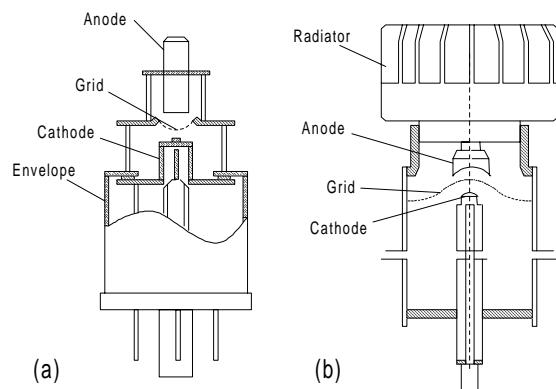 Anode
Grid
Cathode
Envelope
(a)
Radiator
Anode
Grid
Cathode
(b)